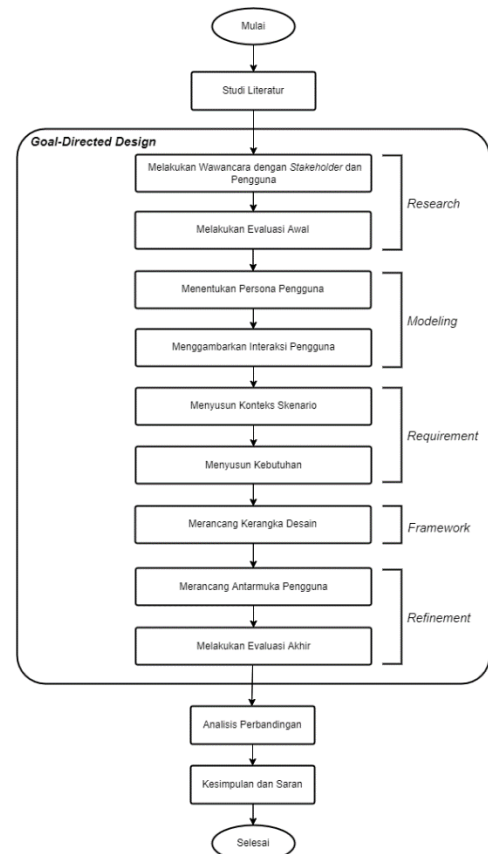 Mulai
Studi Literatur
Goal-Directed Design
Melakukan Wawancara dengan Stakeholder dan
Pengguna
Research
Melakukan Evaluasi Awal
Menentukan Persona Pengguna
Modeling
Menggambarkan Interaksi Pengguna
Menyusun Konteks Skenario
Requirement
Menyusun Kebutuhan
Merancang Kerangka Desain
Framework
Merancang Antarmuka Pengguna
Refinement
Melakukan Evaluasi Akhir
Analisis Perbandingan
Kesimpulan dan Saran
Selesai